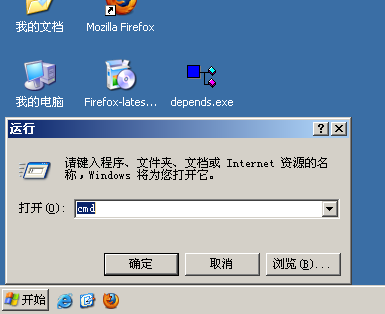 我的文档 Mozilla Firefox
我的电脑 Firefox-lates... depends.exe
运行
请键入程序、文件夹、文档或 Internet 资源的名
称，Windows 将为您打开它。
打开(O): cmd
确定 取消 浏览(B)...
开始